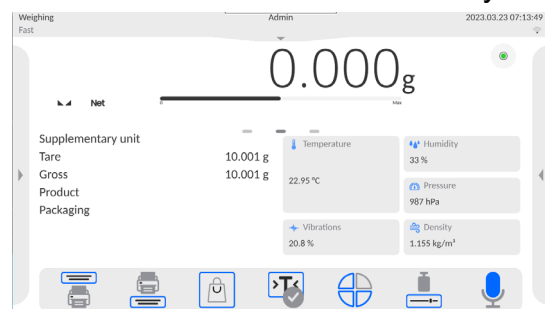 Weighing
Admin
2023.03.23 07:13:49
Fast
0.000g
Net
0
Max
Supplementary unit
Tare 10.001 g
Gross 10.001 g
Product
Packaging
Temperature
22.95 °C
Humidity
33 %
Pressure
987 hPa
Vibrations
20.8 %
Density
1.155 kg/m³
>T<